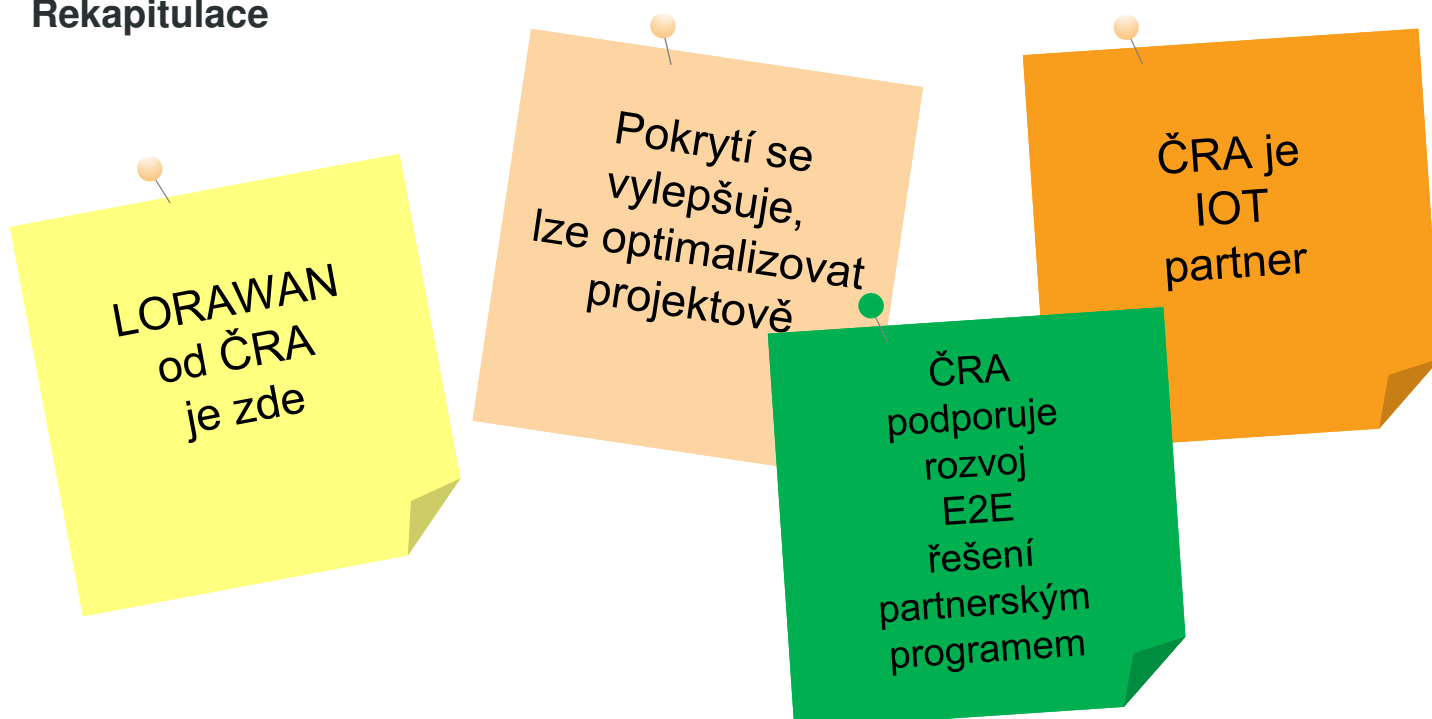 Rekapitulace
LORAWAN
od ČRA
je zde
Pokrytí se
vylepšuje,
lze optimalizovat
projektově
ČRA je
IOT
partner
ČRA
podporuje
rozvoj
E2E
řešení
partnerským
programem